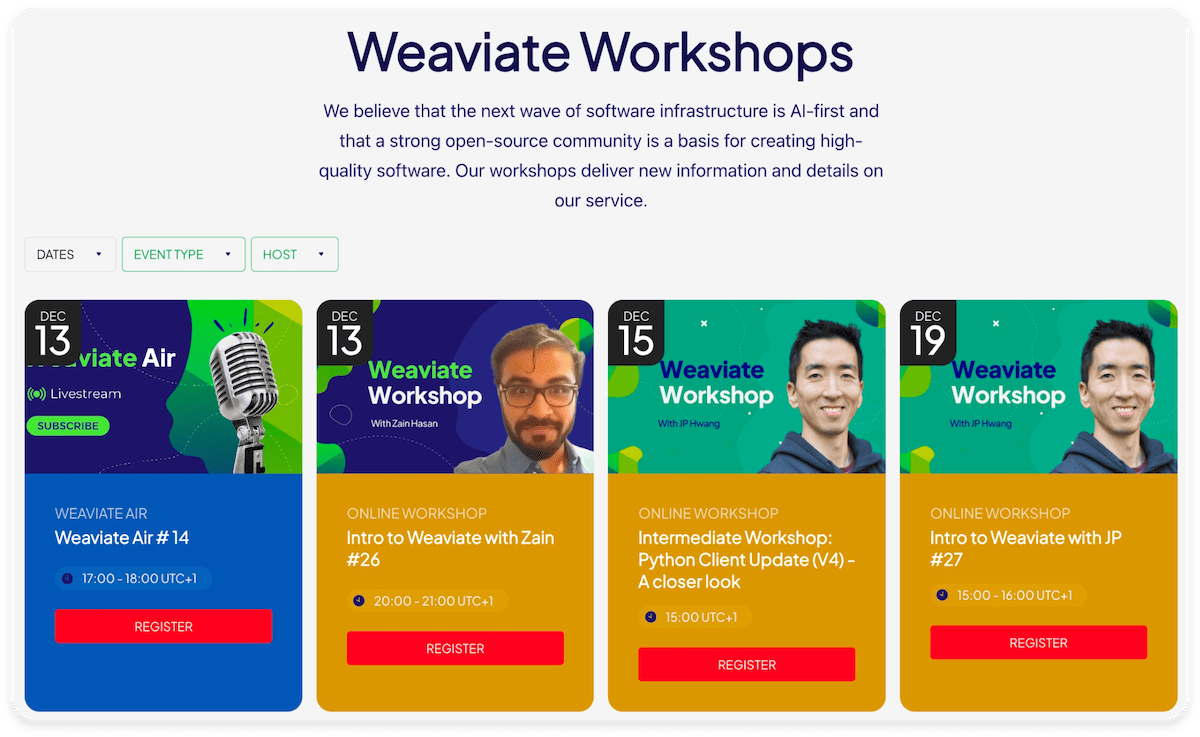 Weaviate Workshops
We believe that the next wave of software infrastructure is AI-first and
that a strong open-source community is a basis for creating high-
quality software. Our workshops deliver new information and details on
our service.
DATES
EVENT TYPE
HOST
DEC
13
aviate Air
Livestream
SUBSCRIBE
WEAVIATE AIR
Weaviate Air # 14
17:00 - 18:00 UTC+1
REGISTER
DEC
13
Weaviate
Workshop
With Zain Hasan
ONLINE WORKSHOP
Intro to Weaviate with Zain
#26
20:00 - 21:00 UTC+1
REGISTER
DEC
15
Weaviate
Workshop
With JP Hwang
ONLINE WORKSHOP
Intermediate Workshop:
Python Client Update (V4) -
A closer look
15:00 UTC+1
REGISTER
DEC
19
Weaviate
Workshop
With JP Hwang
ONLINE WORKSHOP
Intro to Weaviate with JP
#27
15:00 - 16:00 UTC+1
REGISTER